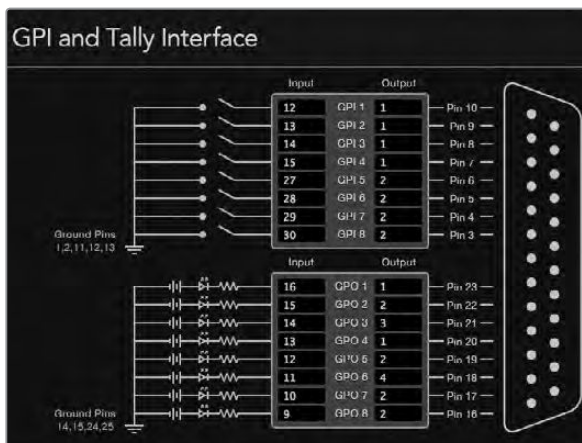 GPI and Tally Interface
Input Output
12 GPI 1 1 Pin 10
13 GPI 2 1 Pin 9
14 GPI 3 1 Pin 8
15 GPI 4 1 Pin 7
27 GPI 5 2 Pin 6
28 GPI 6 2 Pin 5
29 GPI 7 2 Pin 4
30 GPI 8 2 Pin 3
Ground Pins
1,2,11,12,13
Input Output
16 GPO 1 1 Pin 23
15 GPO 2 2 Pin 22
14 GPO 3 3 Pin 21
13 GPO 4 1 Pin 20
12 GPO 5 2 Pin 19
11 GPO 6 4 Pin 18
10 GPO 7 2 Pin 17
9 GPO 8 2 Pin 16
Ground Pins
14,15,24,25